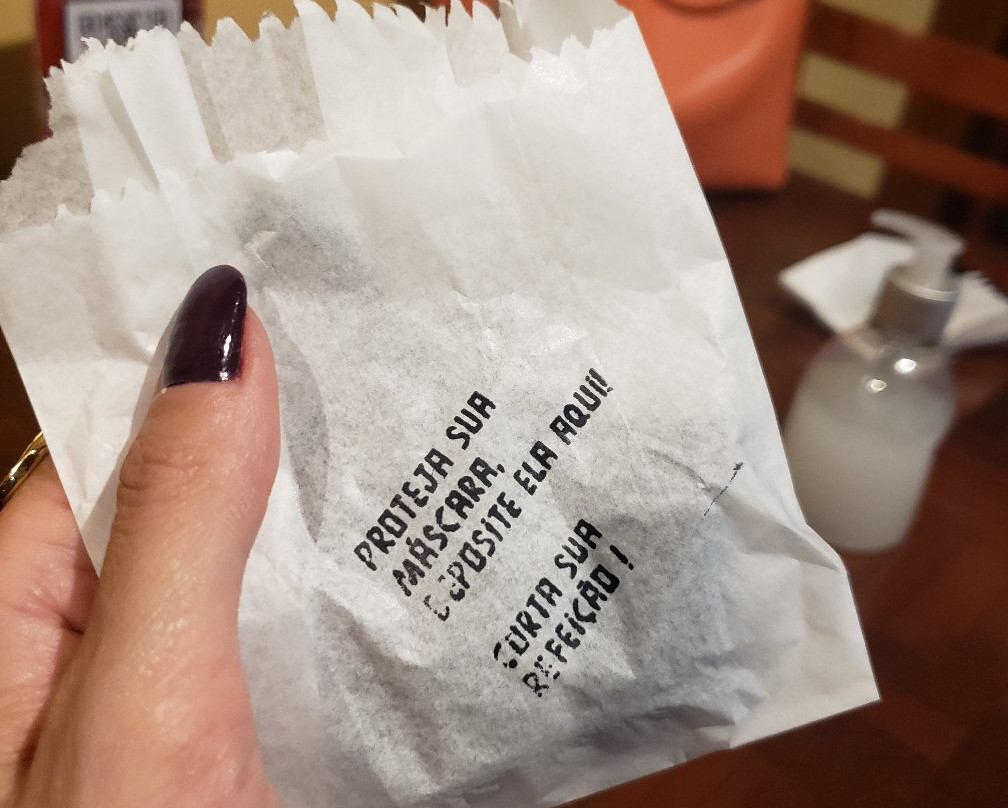 PROTEJA SUA
MÁSCARA,
DEPOSITE ELA AQUI!!
CURTA SUA
REFEIÇÃO !